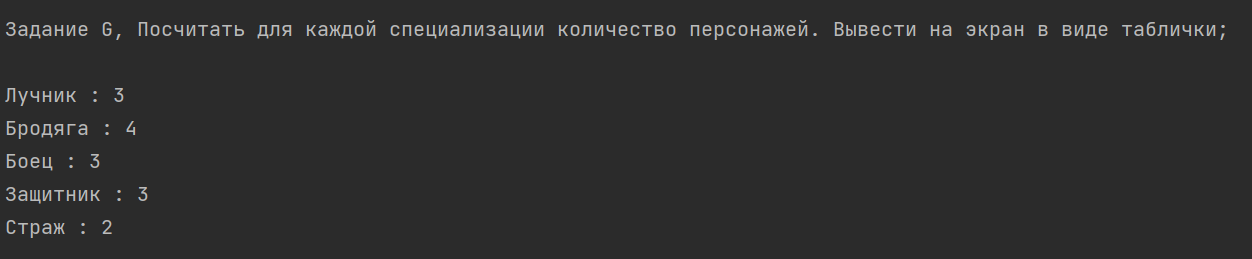 Задание G, Посчитать для каждой специализации количество персонажей. Вывести на экран в виде таблички;
Лучник : 3
Бродяга : 4
Боец : 3
Защитник : 3
Страж : 2